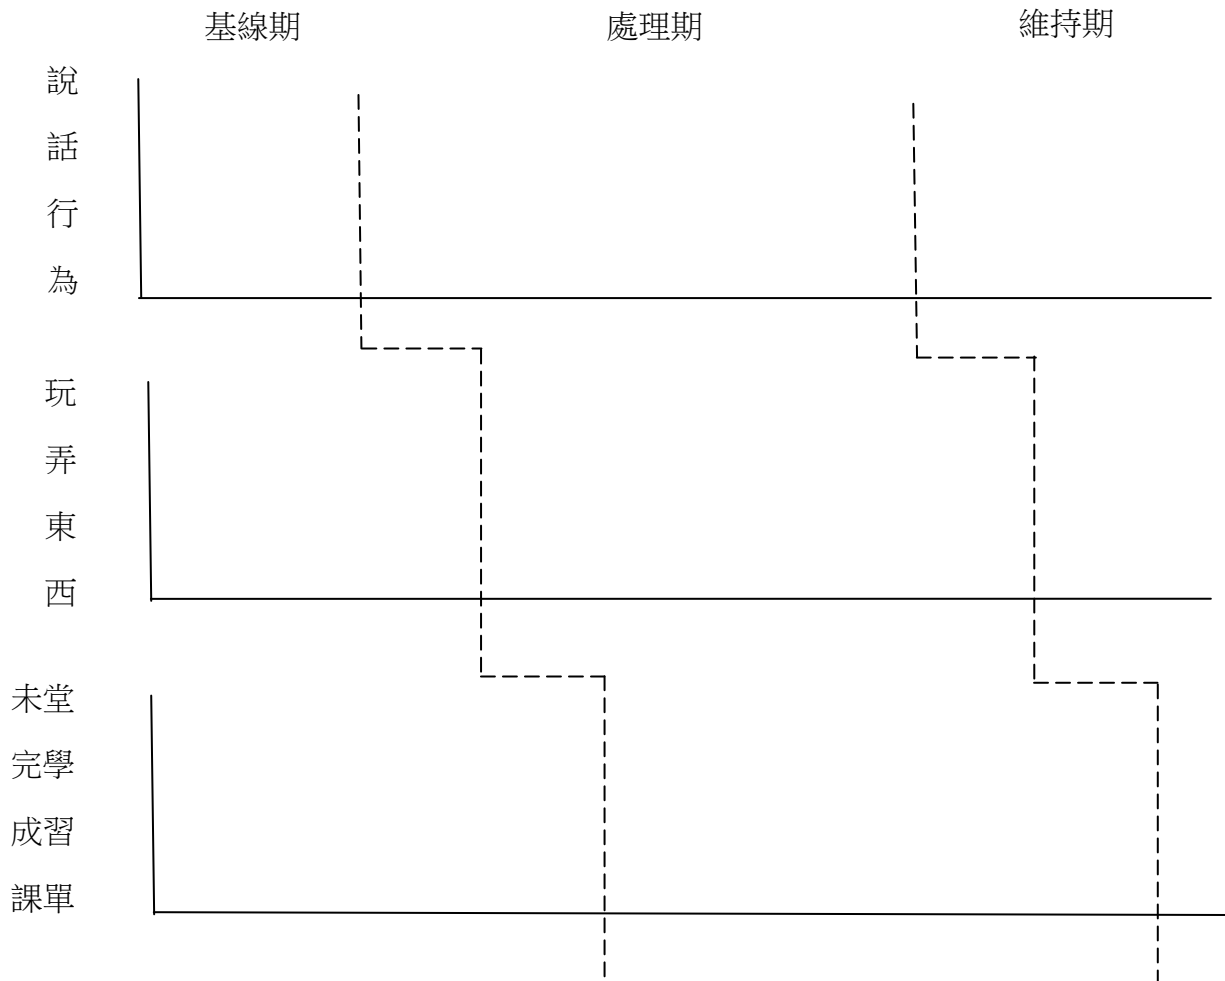 基線期
處理期
維持期
說話行為
玩弄東西
未完成課
堂學習單